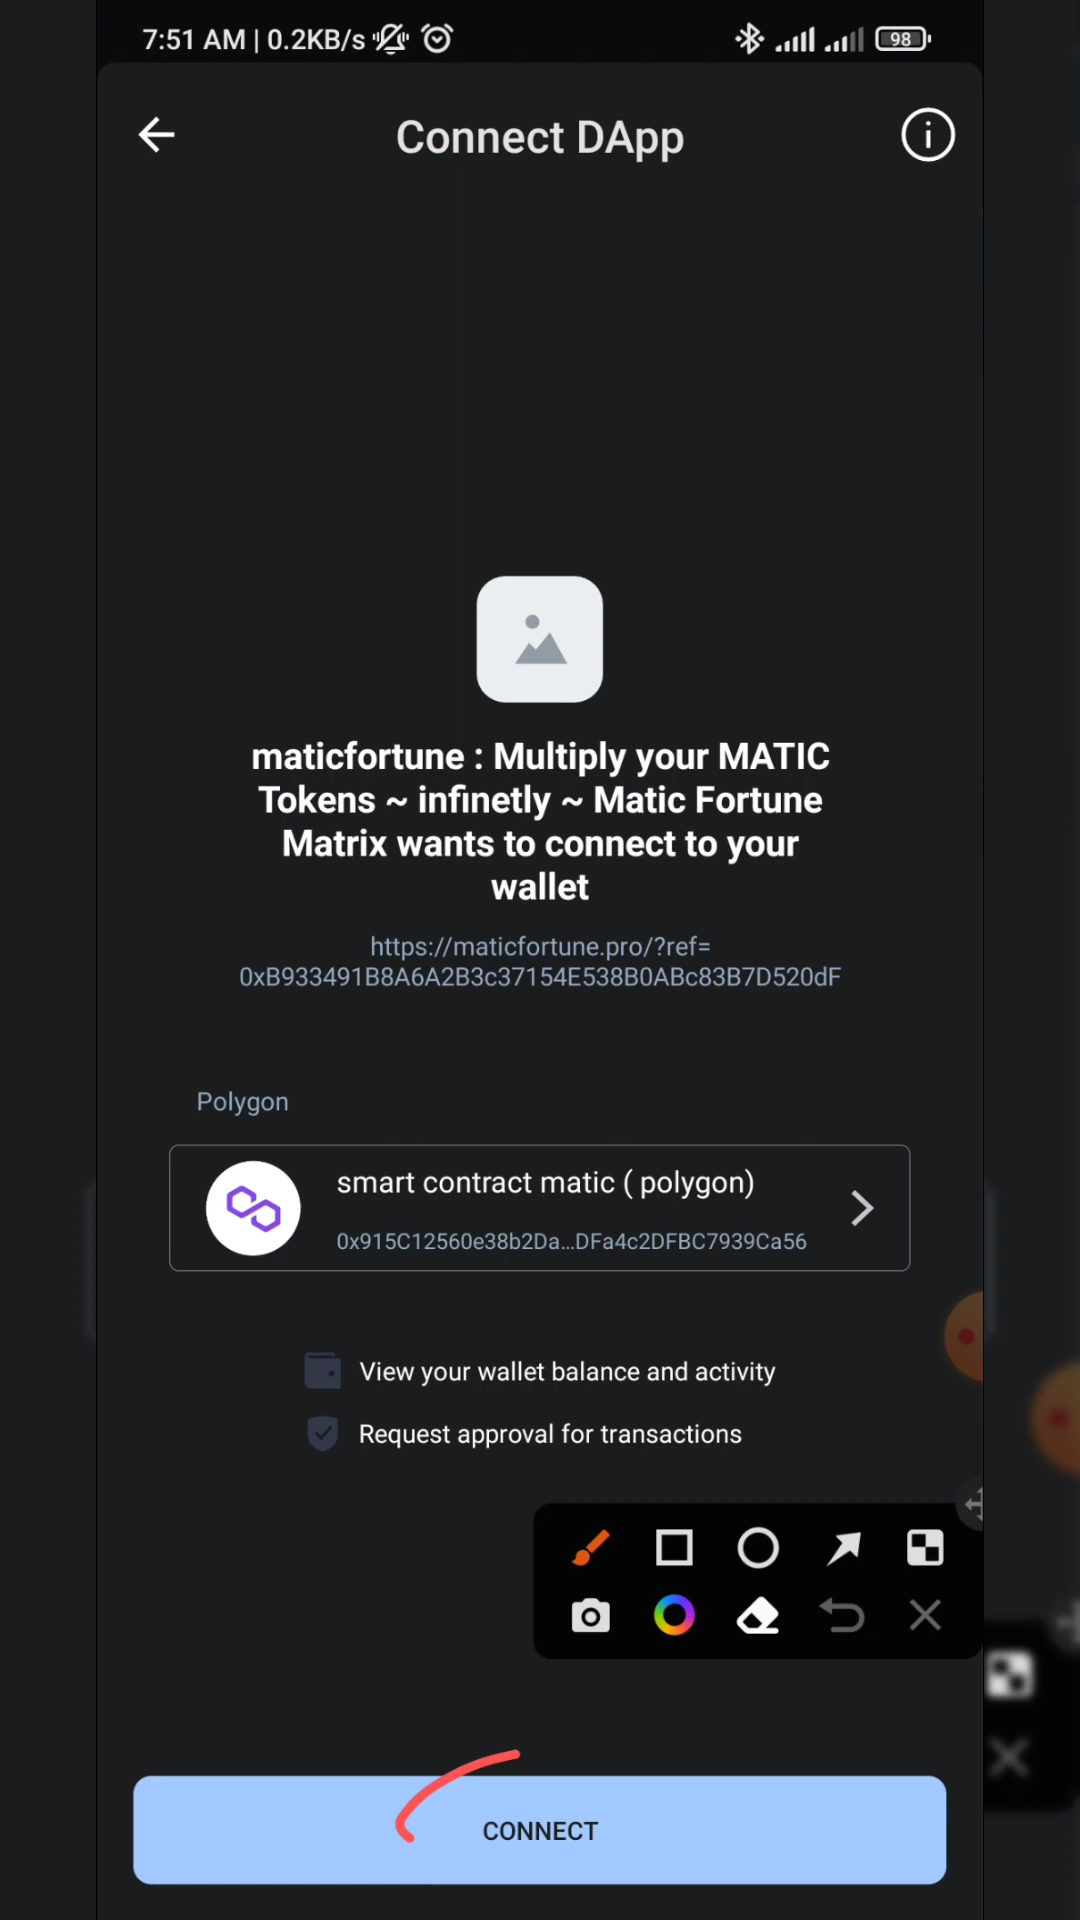 7:51 AM | 0.2KB/s
98
Connect DApp
maticfortune : Multiply your MATIC
Tokens ~ infinetly ~ Matic Fortune
Matrix wants to connect to your
wallet
https://maticfortune.pro/?ref=
0xB933491B8A6A2B3c37154E538B0ABc83B7D520dF
Polygon
smart contract matic ( polygon)
0x915C12560e38b2Da...DFa4c2DFBC7939Ca56
View your wallet balance and activity
Request approval for transactions
CONNECT